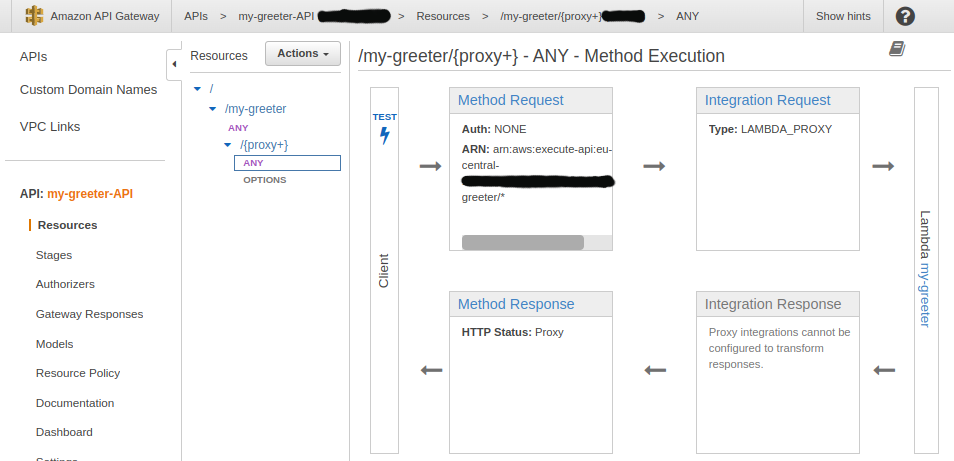 Amazon API Gateway APIs > my-greeter-API > Resources > /my-greeter/{proxy+} > ANY Show hints ?
APIs
Custom Domain Names
VPC Links
API: my-greeter-API
Resources
Stages
Authorizers
Gateway Responses
Models
Resource Policy
Documentation
Dashboard
Settings
Resources Actions
/
/my-greeter
ANY
/{proxy+}
ANY
OPTIONS
/my-greeter/{proxy+} - ANY - Method Execution
TEST
Client
Method Request
Auth: NONE
ARN: arn:aws:execute-api:eu-
central-
greeter/*
Integration Request
Type: LAMBDA_PROXY
Lambda my-greeter
Method Response
HTTP Status: Proxy
Integration Response
Proxy integrations cannot be
configured to transform
responses.